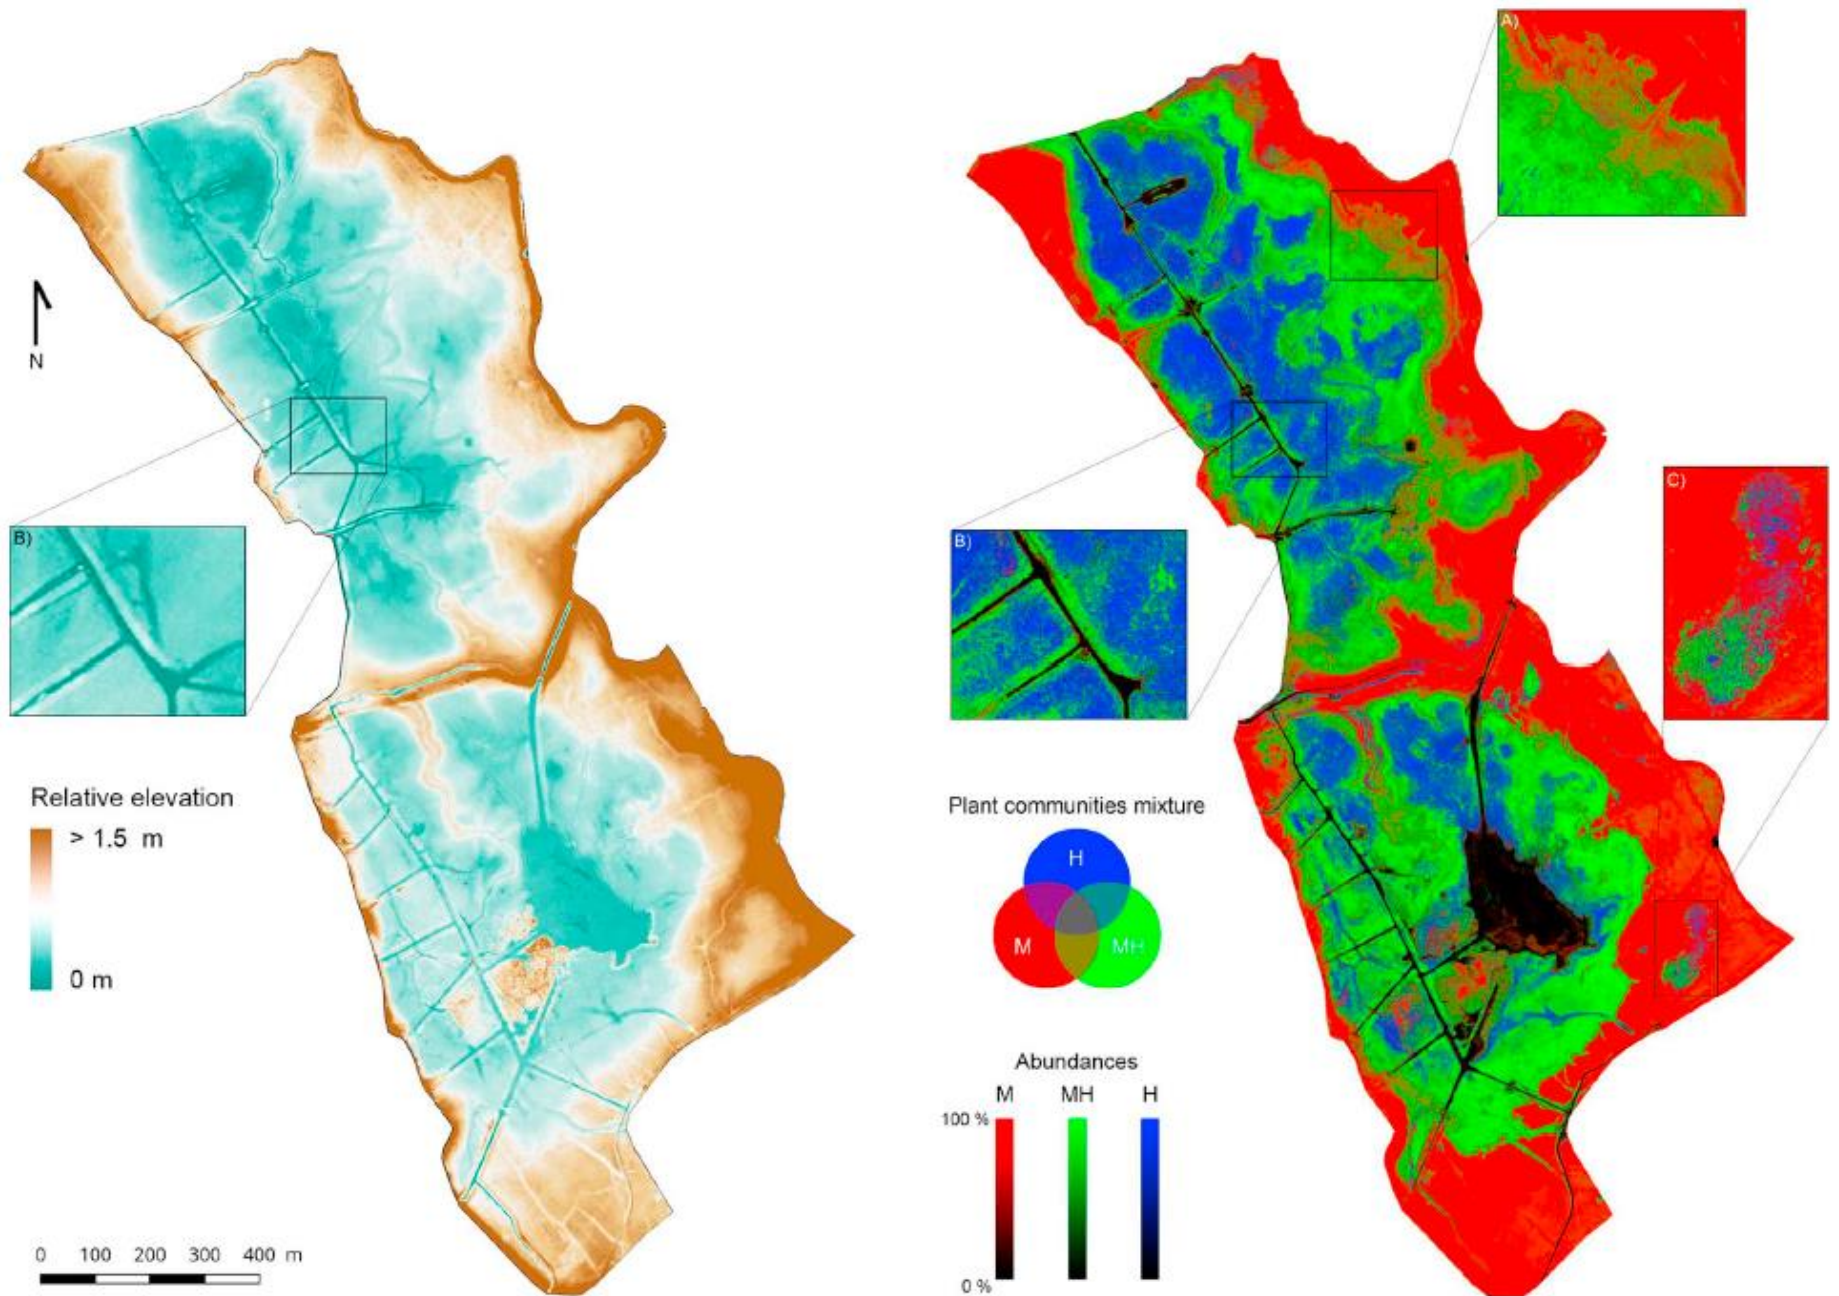 A)
N
B)
C)
B)
Relative elevation
> 1.5 m
0 m
Plant communities mixture
H
M
MH
Abundances
M MH H
100 %
0 %
0 100 200 300 400 m